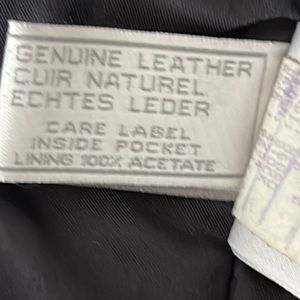 GENUINE LEATHER
CUIR NATUREL
ECHTES LEDER
CARE LABEL
INSIDE POCKET
LINING 100% ACETATE